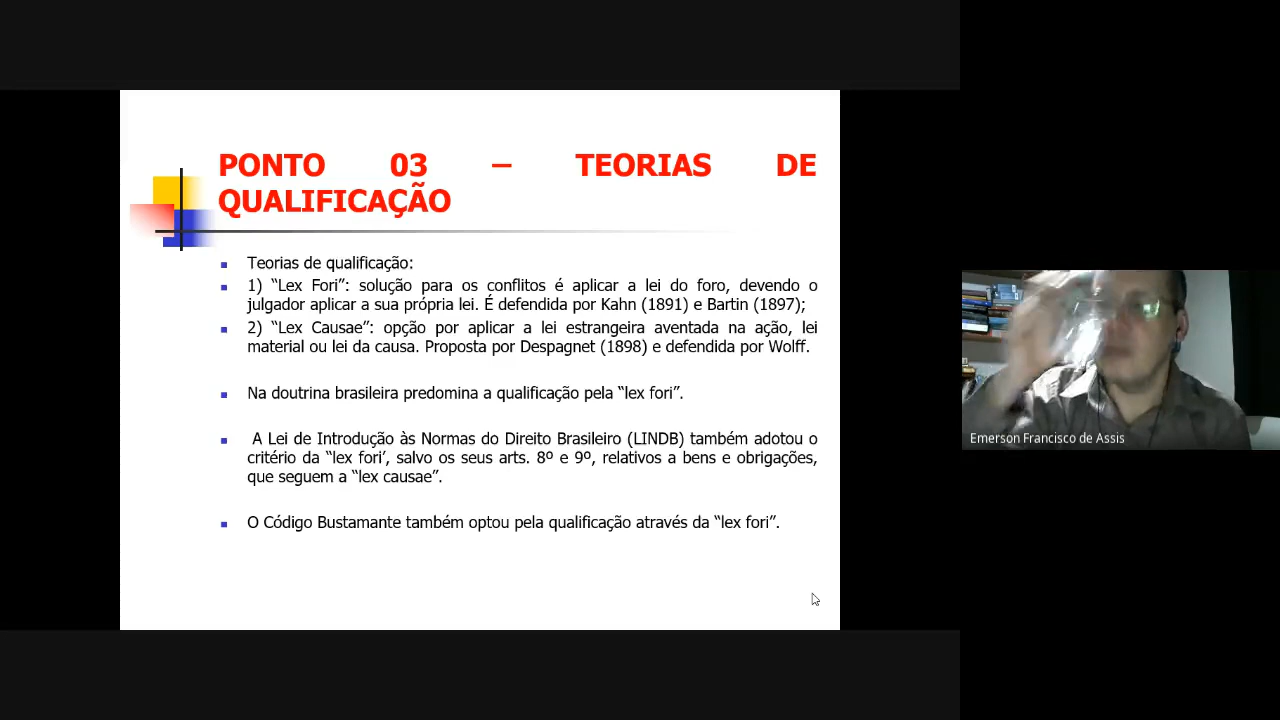 PONTO 03 – TEORIAS DE
QUALIFICAÇÃO
Teorias de qualificação:
1) “Lex Fori”: solução para os conflitos é aplicar a lei do foro, devendo o
julgador aplicar a sua própria lei. É defendida por Kahn (1891) e Bartin (1897);
2) “Lex Causae”: opção por aplicar a lei estrangeira aventada na ação, lei
material ou lei da causa. Proposta por Despagnet (1898) e defendida por Wolff.
Na doutrina brasileira predomina a qualificação pela “lex fori”.
A Lei de Introdução às Normas do Direito Brasileiro (LINDB) também adotou o
critério da “lex fori’, salvo os seus arts. 8º e 9º, relativos a bens e obrigações,
que seguem a “lex causae”.
O Código Bustamante também optou pela qualificação através da “lex fori”.
Emerson Francisco de Assis